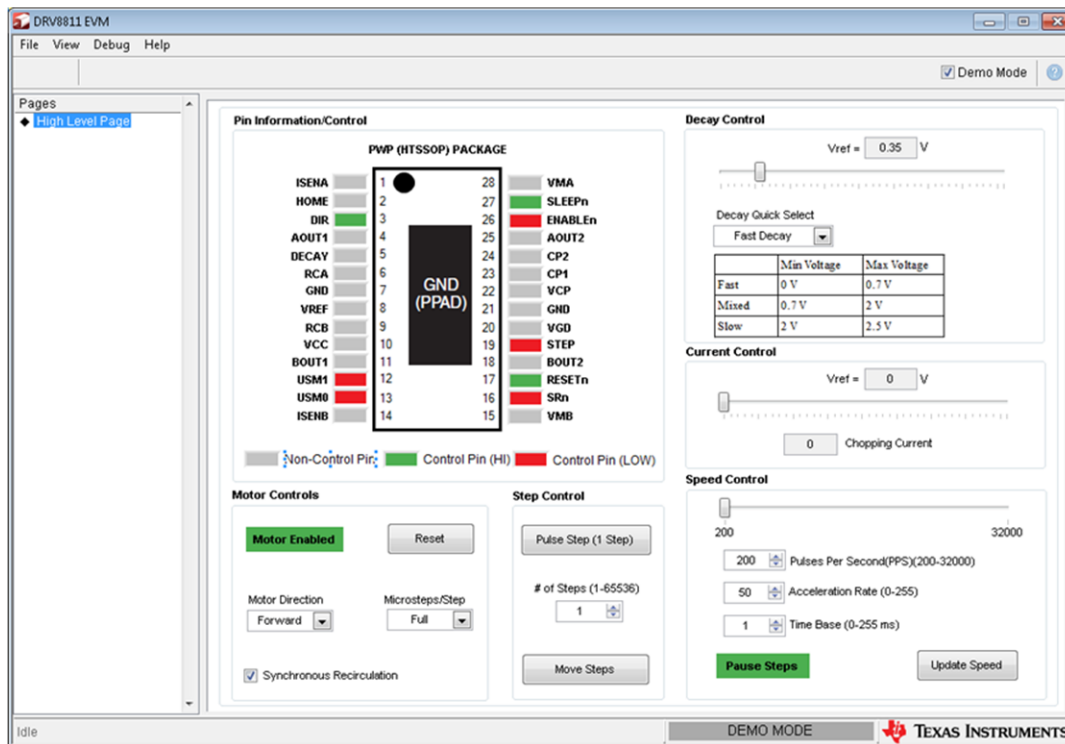 DRV8811 EVM
File View Debug Help
Demo Mode
Pages
High Level Page
Pin Information/Control
PWP (HTSSOP) PACKAGE
ISENA 1 28 VMA
HOME 2 27 SLEEPn
DIR 3 26 ENABLEn
AOUT1 4 25 AOUT2
DECAY 5 24 CP2
RCA 6 23 CP1
GND 7 22 VCP
VREF 8 21 GND
RCB 9 20 VGD
VCC 10 19 STEP
BOUT1 11 18 BOUT2
USM1 12 17 RESETn
USM0 13 16 SRn
ISENB 14 15 VMB
GND
(PPAD)
Non-Control Pin Control Pin (HI) Control Pin (LOW)
Motor Controls
Motor Enabled Reset
Motor Direction Microsteps/Step
Forward Full
Synchronous Recirculation
Step Control
Pulse Step (1 Step)
# of Steps (1-65536)
1
Move Steps
Decay Control
Vref = 0.35 V
Decay Quick Select
Fast Decay
Min Voltage Max Voltage
Fast 0 V 0.7 V
Mixed 0.7 V 2 V
Slow 2 V 2.5 V
Current Control
Vref = 0 V
0 Chopping Current
Speed Control
200 32000
200 Pulses Per Second(PPS)(200-32000)
50 Acceleration Rate (0-255)
1 Time Base (0-255 ms)
Pause Steps Update Speed
Idle DEMO MODE TEXAS INSTRUMENTS